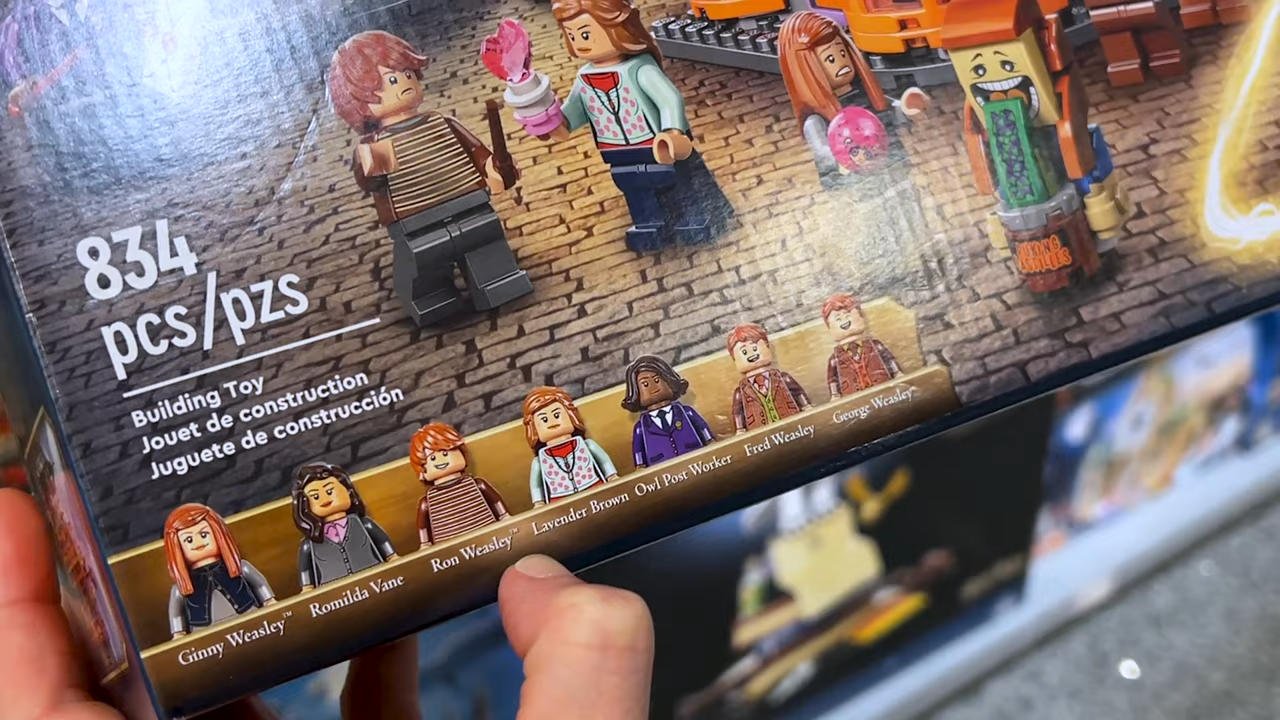 834
pcs/pzs
Building Toy
Jouet de construction
Juguete de construcción
Ginny Weasley™
Romilda Vane
Ron Weasley™
Lavender Brown
Owl Post Worker
Fred Weasley
George Weasley